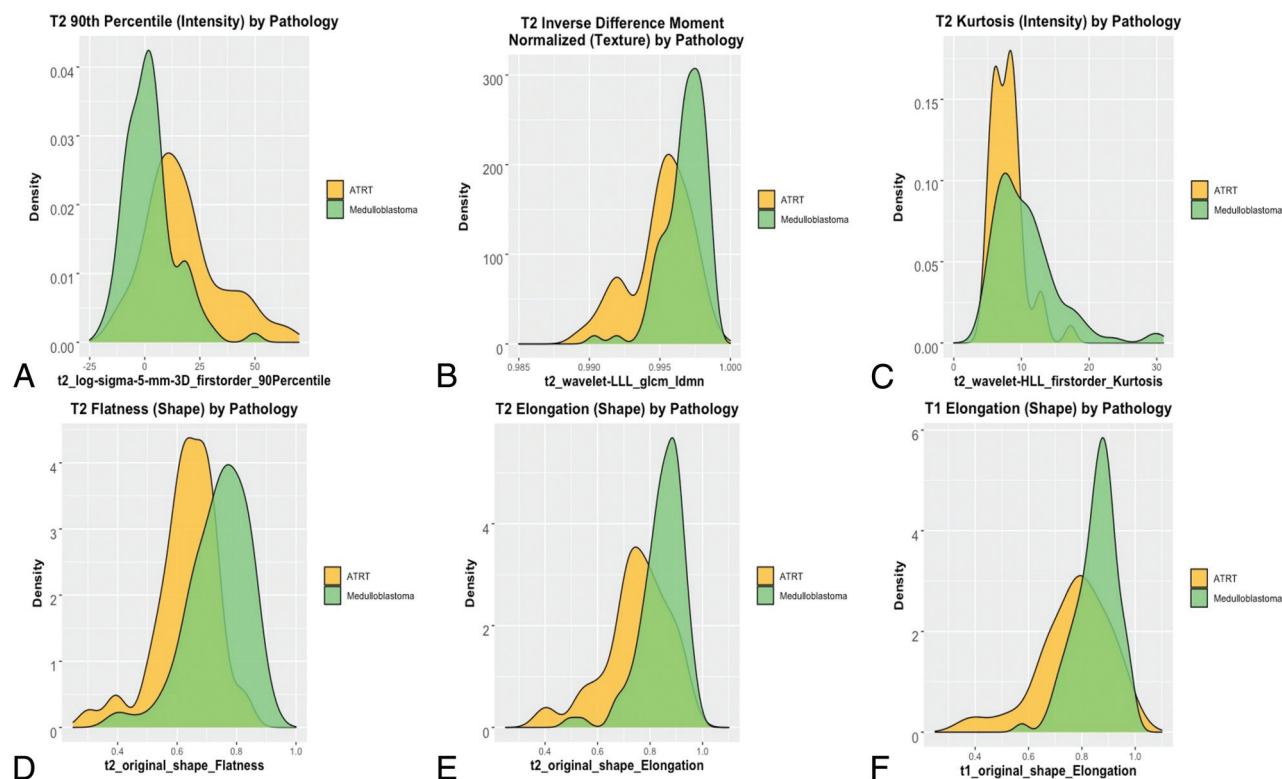 T2 90th Percentile (Intensity) by Pathology
0.04
0.03
0.02
0.01
0.00
Density
-25 0 25 50
t2_log-sigma-5-mm-3D_firstorder_90Percentile
ATRT
Medulloblastoma
A
T2 Inverse Difference Moment
Normalized (Texture) by Pathology
300
200
100
0
Density
0.985 0.990 0.995 1.000
t2_wavelet-LLL_glcm_Idmn
ATRT
Medulloblastoma
B
T2 Kurtosis (Intensity) by Pathology
0.15
0.10
0.05
0.00
Density
0 10 20 30
t2_wavelet-HLL_firstorder_Kurtosis
ATRT
Medulloblastoma
C
T2 Flatness (Shape) by Pathology
4
3
2
1
0
Density
0.4 0.6 0.8 1.0
t2_original_shape_Flatness
ATRT
Medulloblastoma
D
T2 Elongation (Shape) by Pathology
4
2
0
Density
0.4 0.6 0.8 1.0
t2_original_shape_Elongation
ATRT
Medulloblastoma
E
T1 Elongation (Shape) by Pathology
6
4
2
0
Density
0.4 0.6 0.8 1.0
t1_original_shape_Elongation
ATRT
Medulloblastoma
F